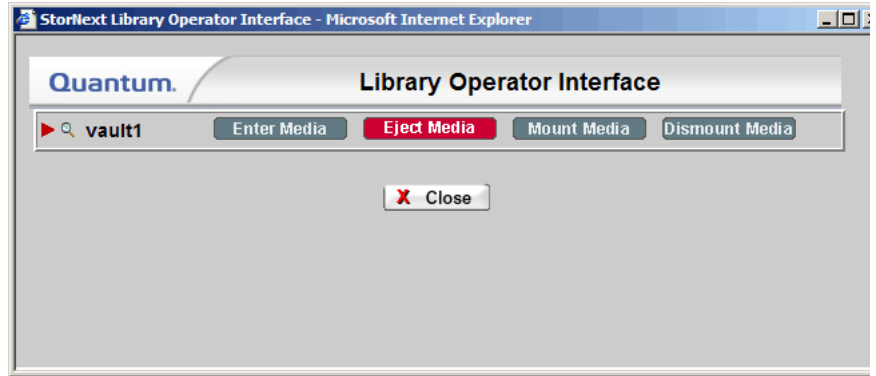 StorNext Library Operator Interface - Microsoft Internet Explorer
Quantum. Library Operator Interface
vault1 Enter Media Eject Media Mount Media Dismount Media
X Close